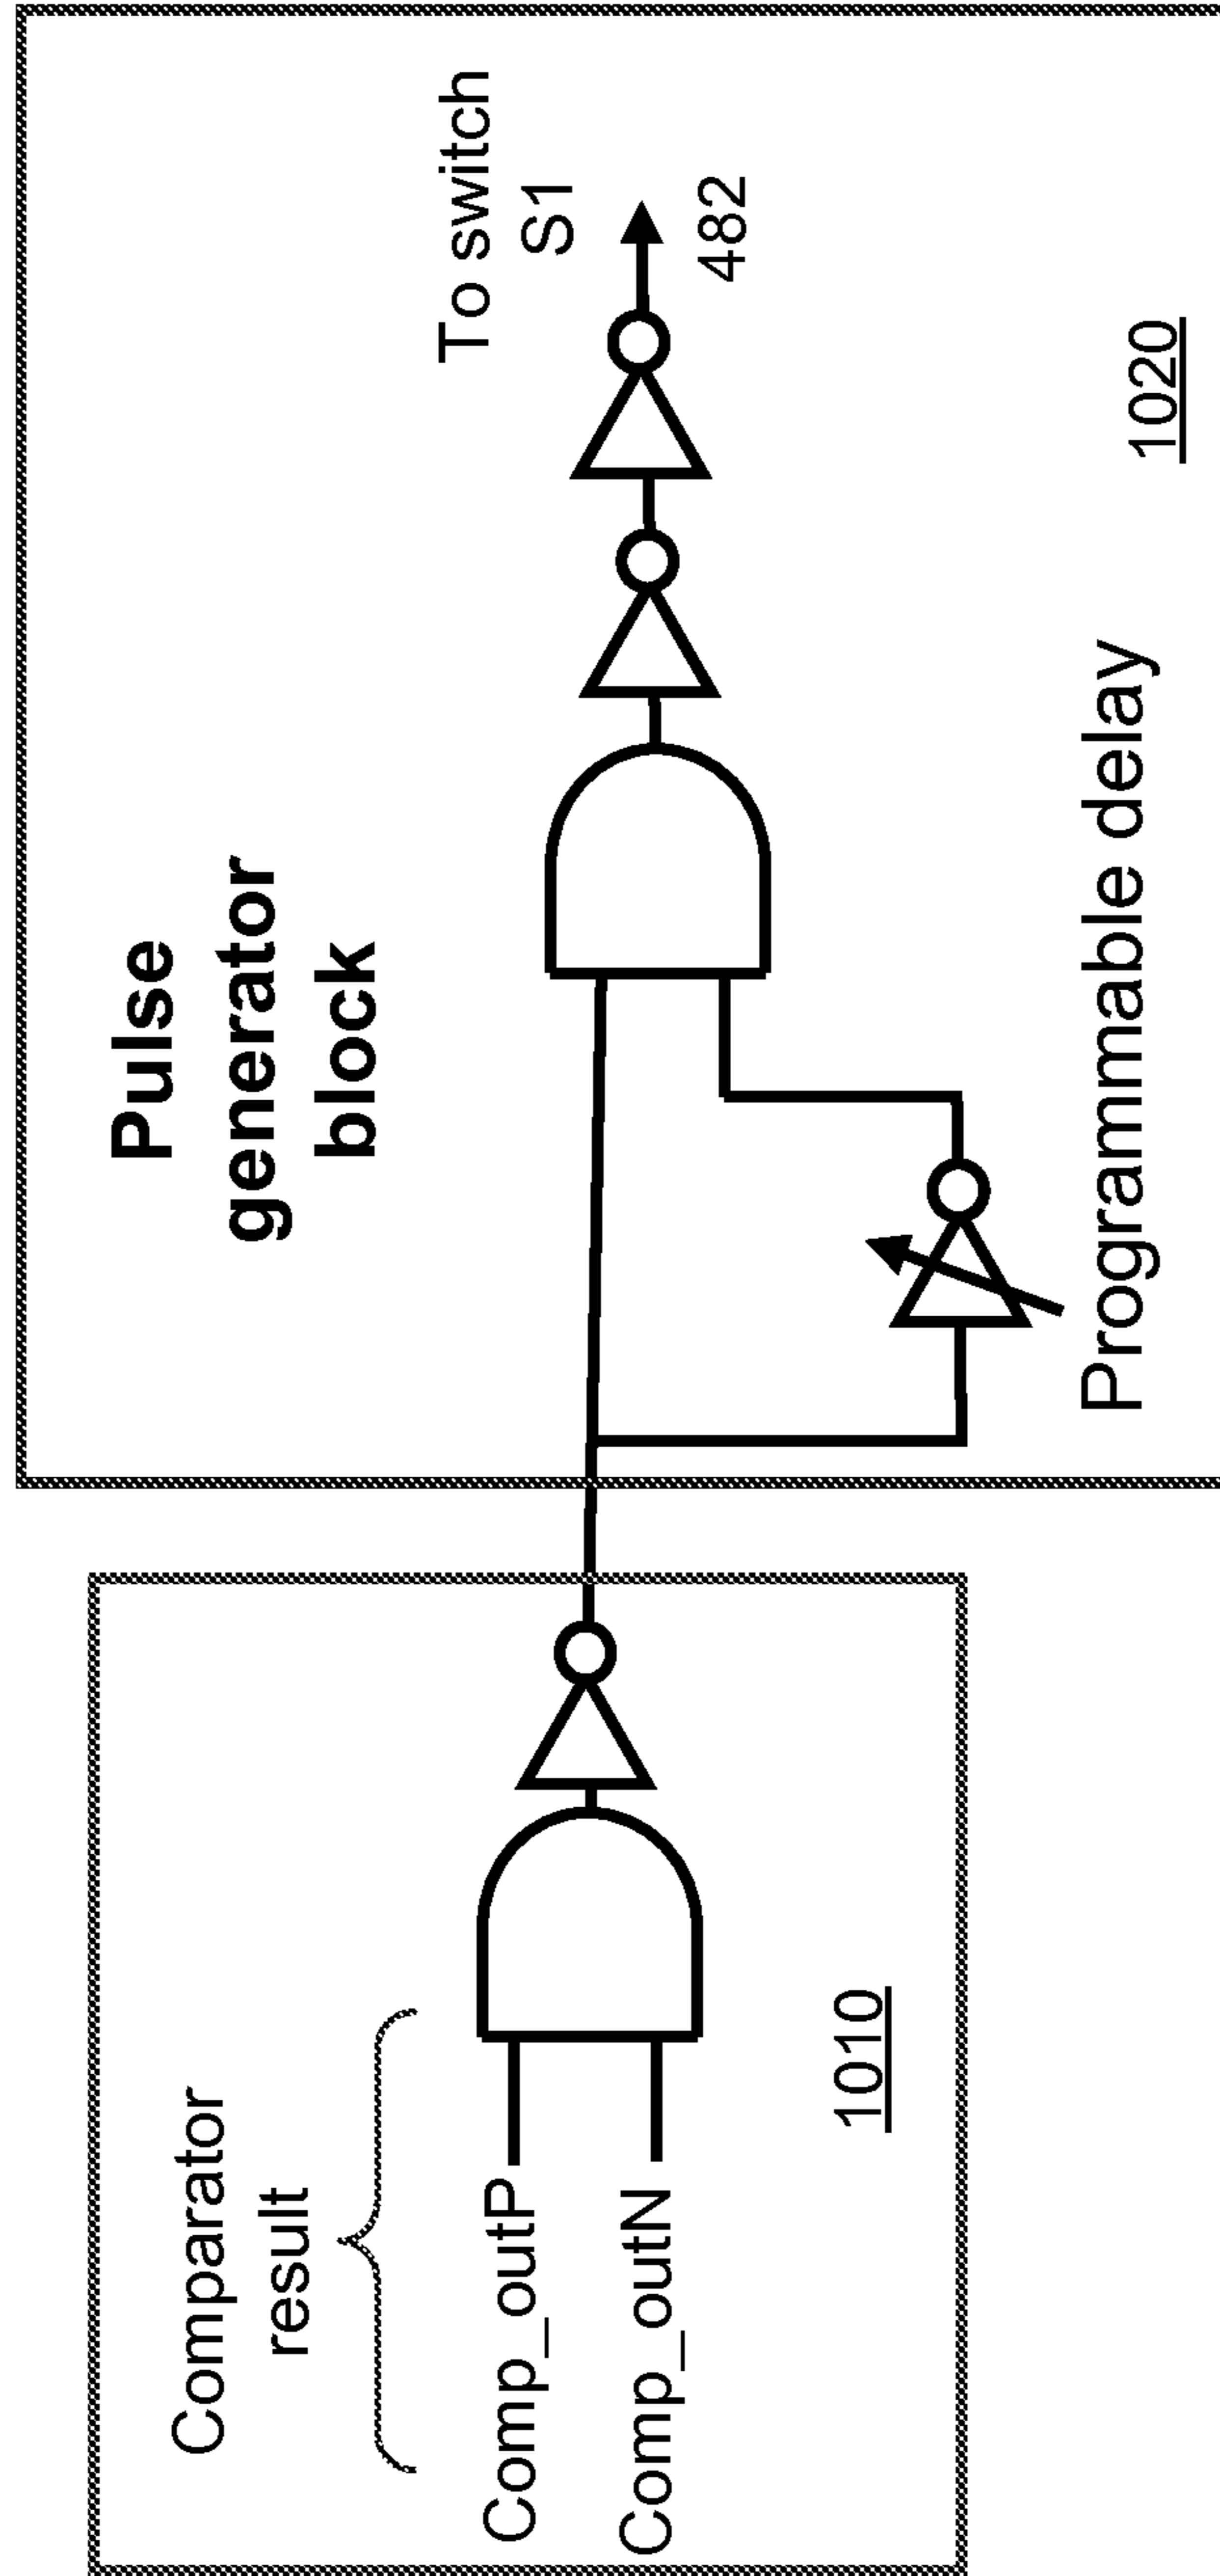 Comparator
result
Comp_outP
Comp_outN
1010
Pulse
generator
block
Programmable delay
To switch
S1
482
1020